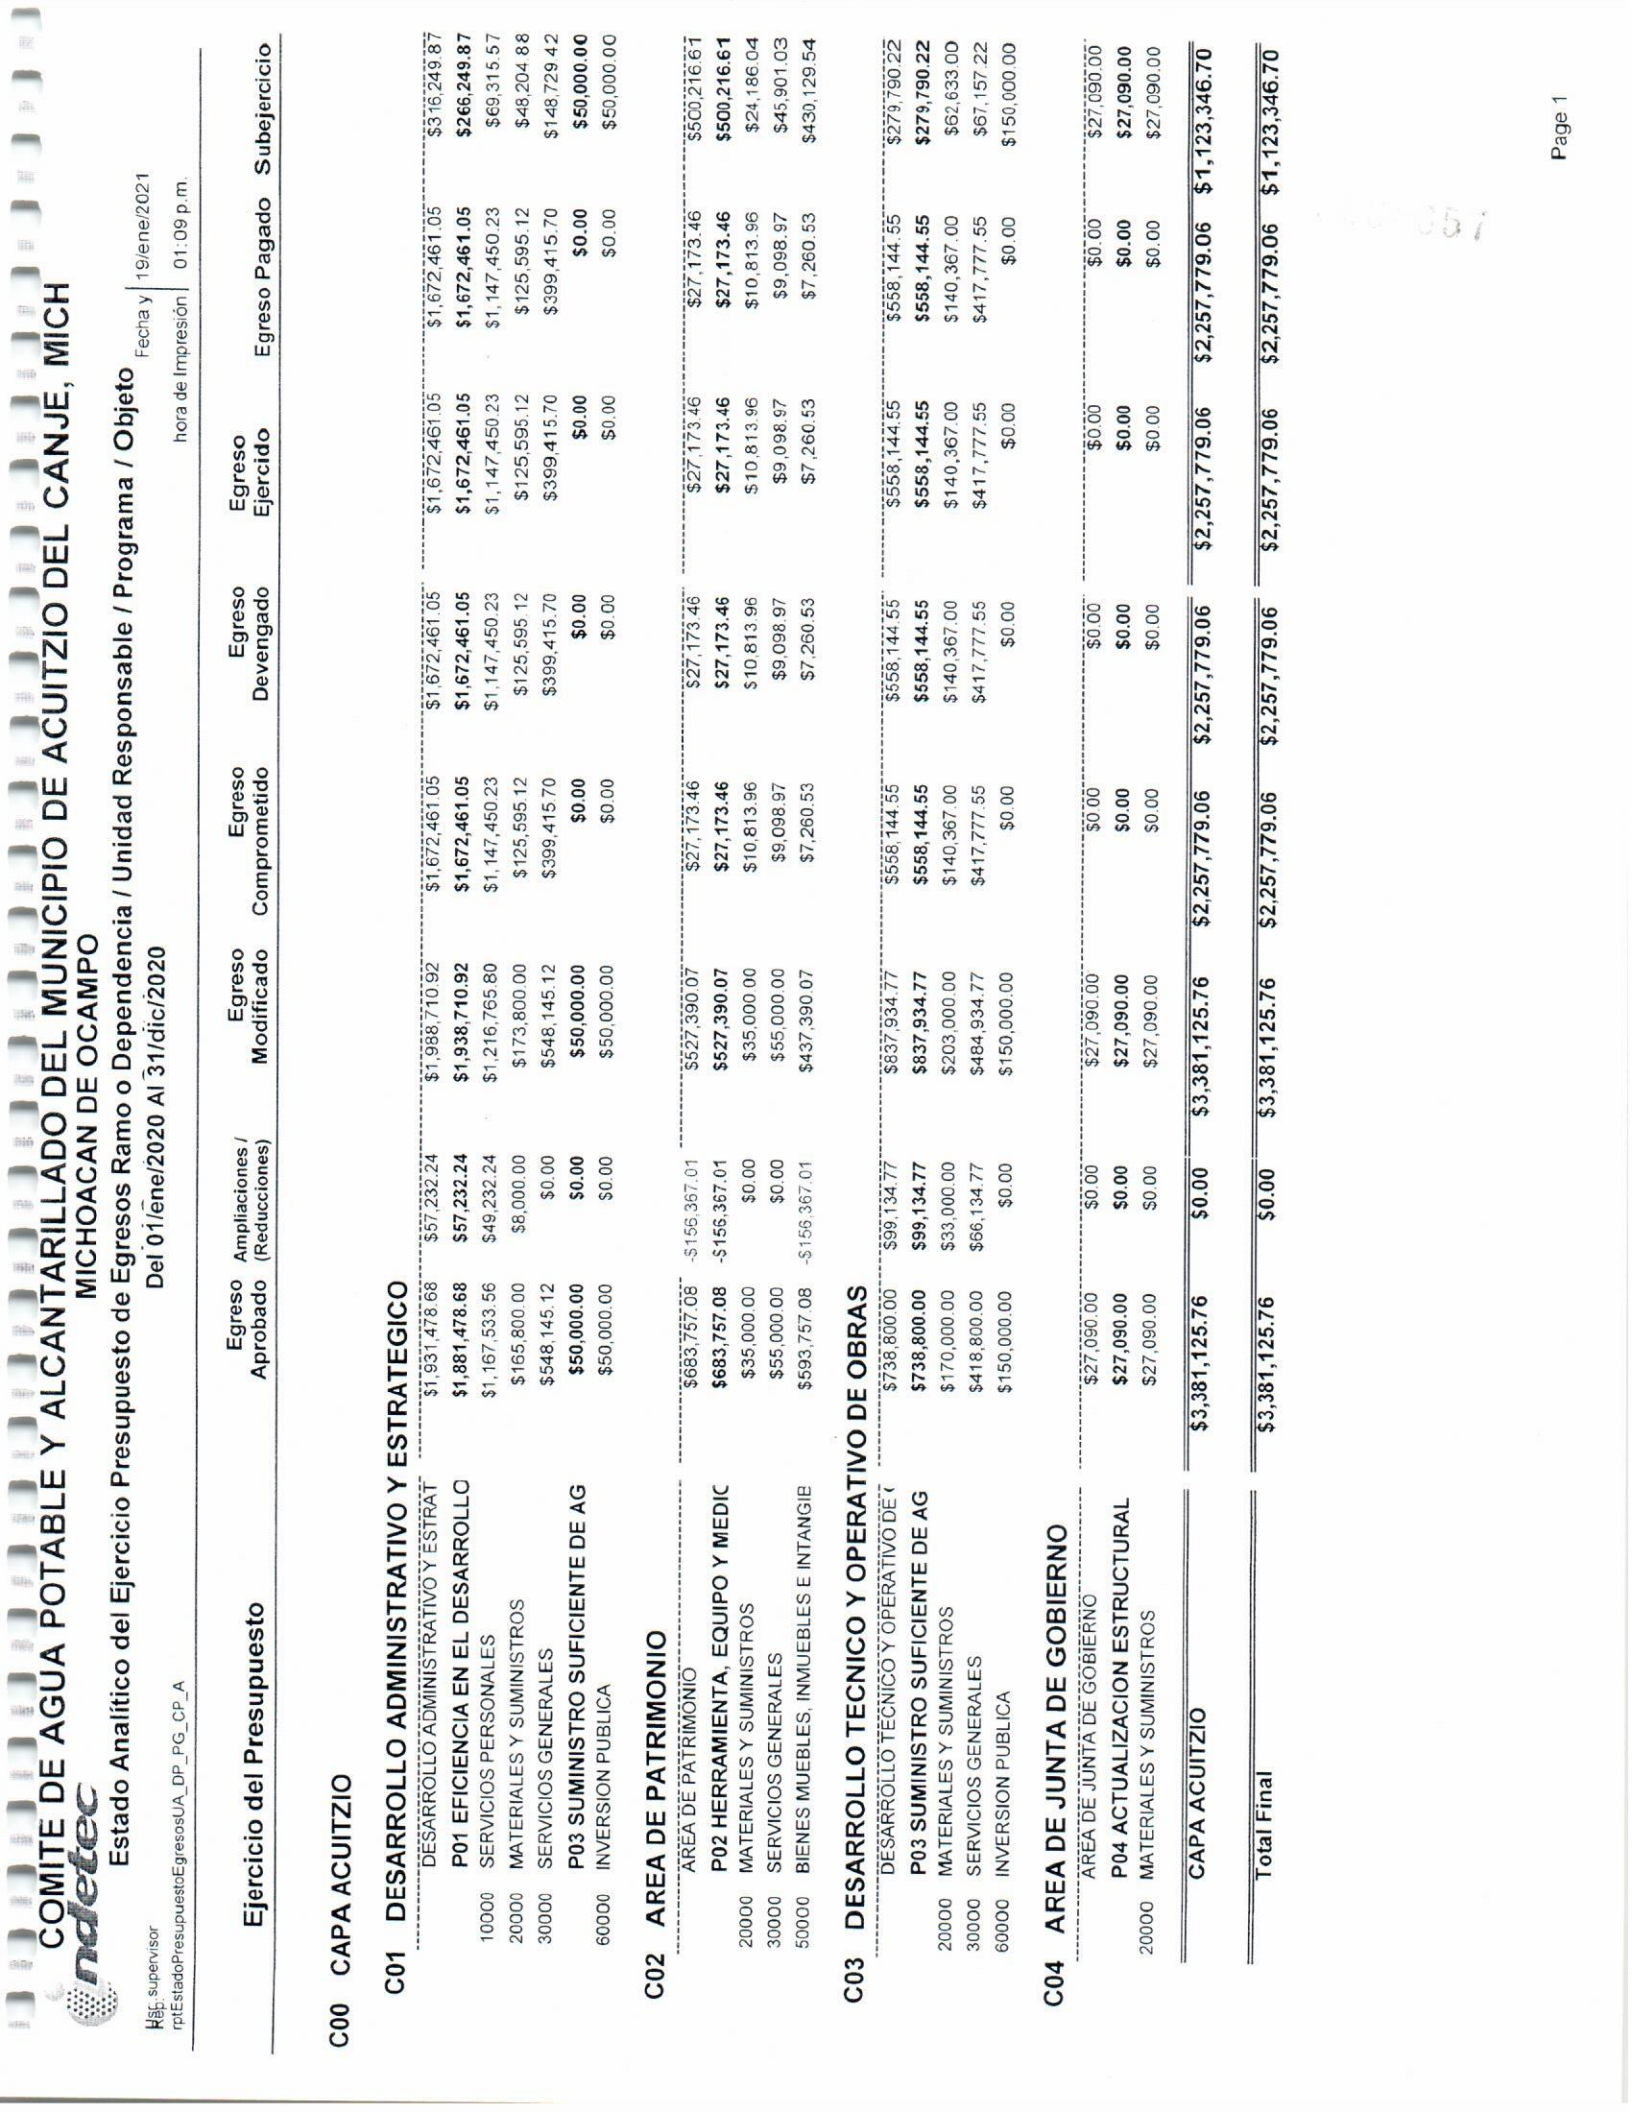 COMITE DE AGUA POTABLE Y ALCANTARILLADO DEL MUNICIPIO DE ACUITZIO DEL CANJE, MICH
MICHOACAN DE OCAMPO
indetec
Estado Analítico del Ejercicio Presupuesto de Egresos Ramo o Dependencia / Unidad Responsable / Programa / Objeto
Del 01/ene/2020 Al 31/dic/2020
Usr: supervisor
Rep:
rptEstadoPresupuestoEgresosUA_DP_PG_CP_A
Fecha y 19/ene/2021
hora de Impresión 01:09 p.m.
Ejercicio del Presupuesto Egreso Aprobado Ampliaciones / (Reducciones) Egreso Modificado Egreso Comprometido Egreso Devengado Egreso Ejercido Egreso Pagado Subejercicio
C00 CAPA ACUITZIO
C01 DESARROLLO ADMINISTRATIVO Y ESTRATEGICO
DESARROLLO ADMINISTRATIVO Y ESTRAT $1,931,478.68 $57,232.24 $1,988,710.92 $1,672,461.05 $1,672,461.05 $1,672,461.05 $1,672,461.05 $316,249.87
P01 EFICIENCIA EN EL DESARROLLO $1,881,478.68 $57,232.24 $1,938,710.92 $1,672,461.05 $1,672,461.05 $1,672,461.05 $1,672,461.05 $266,249.87
10000 SERVICIOS PERSONALES $1,167,533.56 $49,232.24 $1,216,765.80 $1,147,450.23 $1,147,450.23 $1,147,450.23 $1,147,450.23 $69,315.57
20000 MATERIALES Y SUMINISTROS $165,800.00 $8,000.00 $173,800.00 $125,595.12 $125,595.12 $125,595.12 $125,595.12 $48,204.88
30000 SERVICIOS GENERALES $548,145.12 $0.00 $548,145.12 $399,415.70 $399,415.70 $399,415.70 $399,415.70 $148,729.42
P03 SUMINISTRO SUFICIENTE DE AG $50,000.00 $0.00 $50,000.00 $0.00 $0.00 $0.00 $0.00 $50,000.00
60000 INVERSION PUBLICA $50,000.00 $0.00 $50,000.00 $0.00 $0.00 $0.00 $0.00 $50,000.00
C02 AREA DE PATRIMONIO
AREA DE PATRIMONIO $683,757.08 -$156,367.01 $527,390.07 $27,173.46 $27,173.46 $27,173.46 $27,173.46 $500,216.61
P02 HERRAMIENTA, EQUIPO Y MEDIC $683,757.08 -$156,367.01 $527,390.07 $27,173.46 $27,173.46 $27,173.46 $27,173.46 $500,216.61
20000 MATERIALES Y SUMINISTROS $35,000.00 $0.00 $35,000.00 $10,813.96 $10,813.96 $10,813.96 $10,813.96 $24,186.04
30000 SERVICIOS GENERALES $55,000.00 $0.00 $55,000.00 $9,098.97 $9,098.97 $9,098.97 $9,098.97 $45,901.03
50000 BIENES MUEBLES, INMUEBLES E INTANGIB $593,757.08 -$156,367.01 $437,390.07 $7,260.53 $7,260.53 $7,260.53 $7,260.53 $430,129.54
C03 DESARROLLO TECNICO Y OPERATIVO DE OBRAS
DESARROLLO TECNICO Y OPERATIVO DE $738,800.00 $99,134.77 $837,934.77 $558,144.55 $558,144.55 $558,144.55 $558,144.55 $279,790.22
P03 SUMINISTRO SUFICIENTE DE AG $738,800.00 $99,134.77 $837,934.77 $558,144.55 $558,144.55 $558,144.55 $558,144.55 $279,790.22
20000 MATERIALES Y SUMINISTROS $170,000.00 $33,000.00 $203,000.00 $140,367.00 $140,367.00 $140,367.00 $140,367.00 $62,633.00
30000 SERVICIOS GENERALES $418,800.00 $66,134.77 $484,934.77 $417,777.55 $417,777.55 $417,777.55 $417,777.55 $67,157.22
60000 INVERSION PUBLICA $150,000.00 $0.00 $150,000.00 $0.00 $0.00 $0.00 $0.00 $150,000.00
C04 AREA DE JUNTA DE GOBIERNO
AREA DE JUNTA DE GOBIERNO $27,090.00 $0.00 $27,090.00 $0.00 $0.00 $0.00 $0.00 $27,090.00
P04 ACTUALIZACION ESTRUCTURAL $27,090.00 $0.00 $27,090.00 $0.00 $0.00 $0.00 $0.00 $27,090.00
20000 MATERIALES Y SUMINISTROS $27,090.00 $0.00 $27,090.00 $0.00 $0.00 $0.00 $0.00 $27,090.00
CAPA ACUITZIO $3,381,125.76 $0.00 $3,381,125.76 $2,257,779.06 $2,257,779.06 $2,257,779.06 $2,257,779.06 $1,123,346.70
Total Final $3,381,125.76 $0.00 $3,381,125.76 $2,257,779.06 $2,257,779.06 $2,257,779.06 $2,257,779.06 $1,123,346.70
Page 1